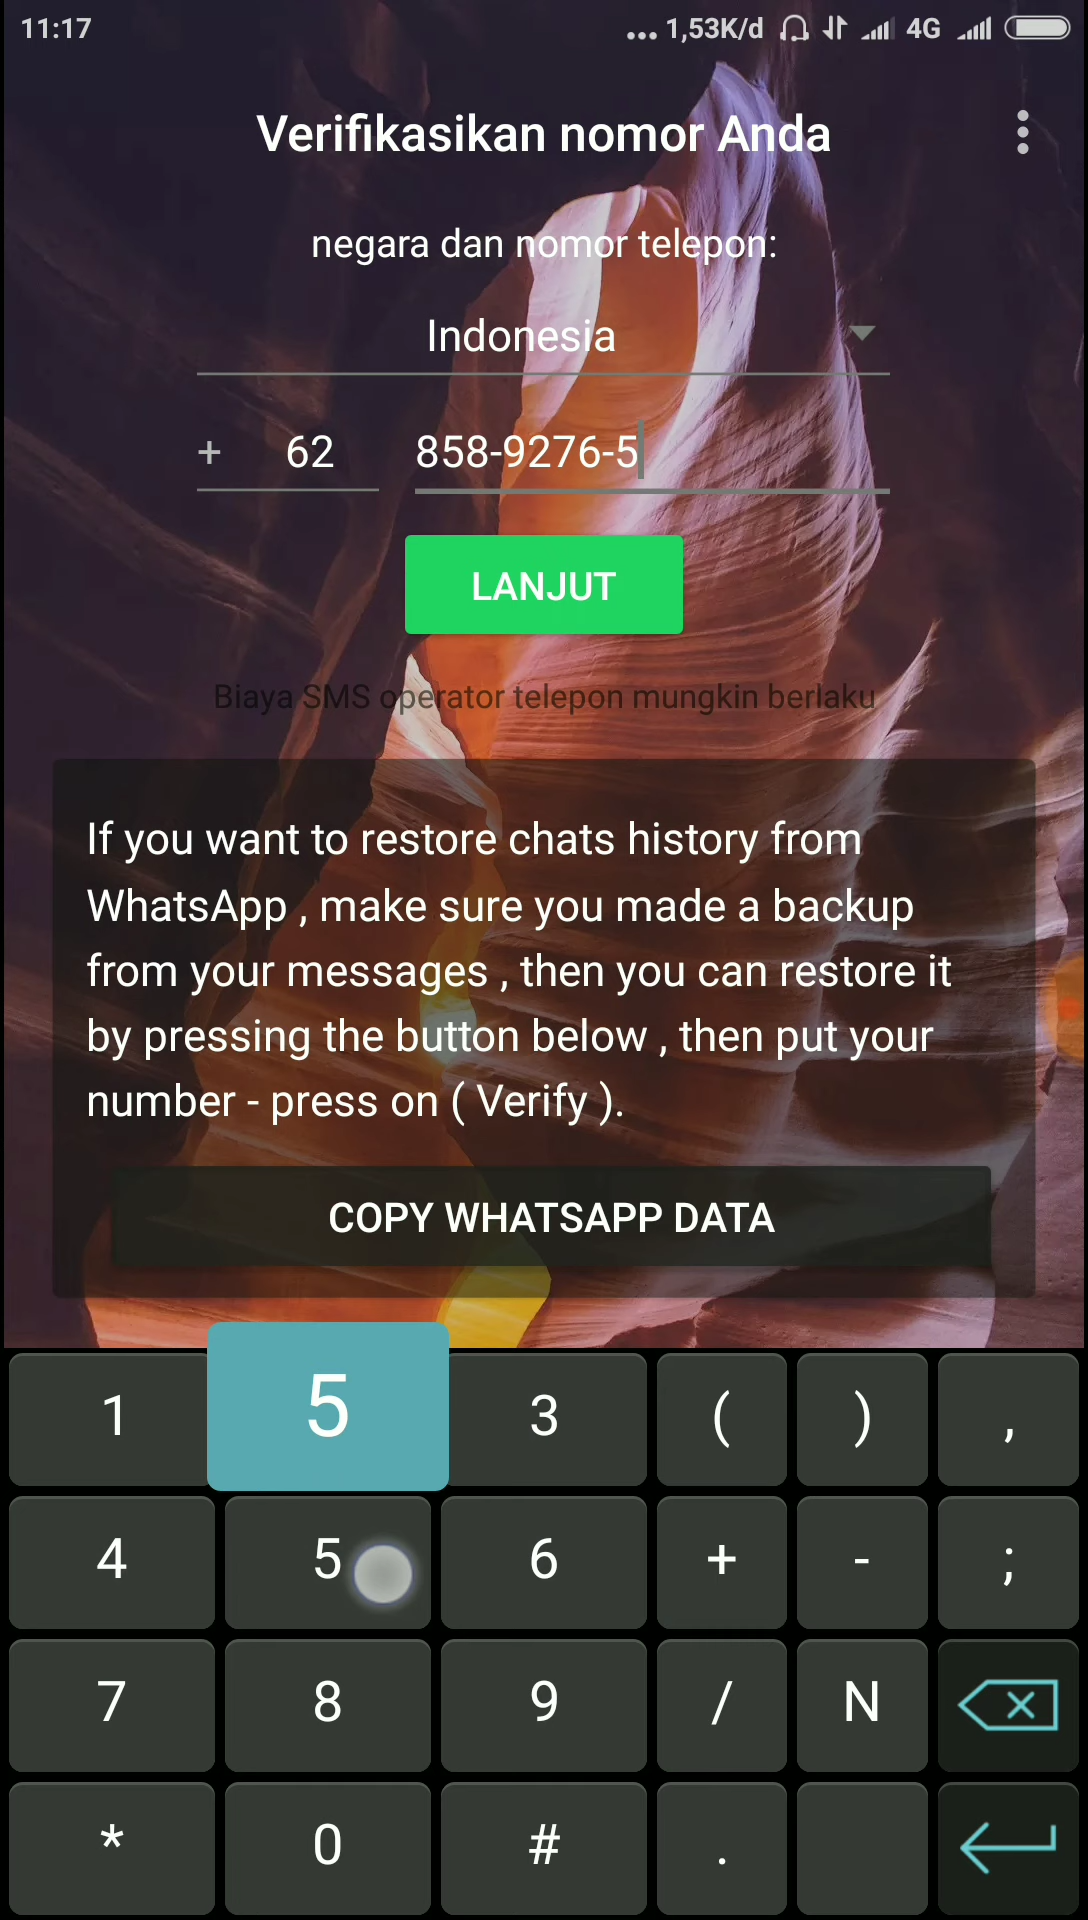 11:17
... 1,53K/d 4G
Verifikasikan nomor Anda
negara dan nomor telepon:
Indonesia
+ 62 858-9276-5
LANJUT
Biaya SMS operator telepon mungkin berlaku
If you want to restore chats history from
WhatsApp , make sure you made a backup
from your messages , then you can restore it
by pressing the button below , then put your
number - press on ( Verify ).
COPY WHATSAPP DATA
1 5 3 ( ) ,
4 5 6 + - ;
7 8 9 / N
* 0 # .